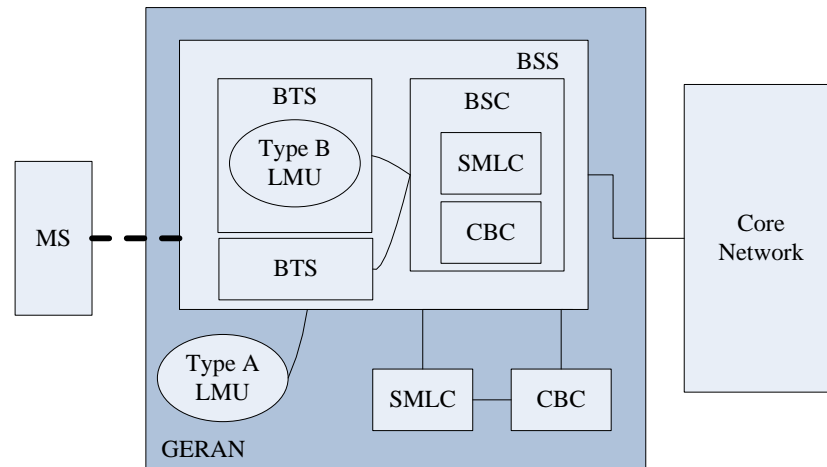 BSS
BTS
BSC
Type B
LMU
SMLC
CBC
MS
BTS
Core
Network
Type A
LMU
SMLC
CBC
GERAN